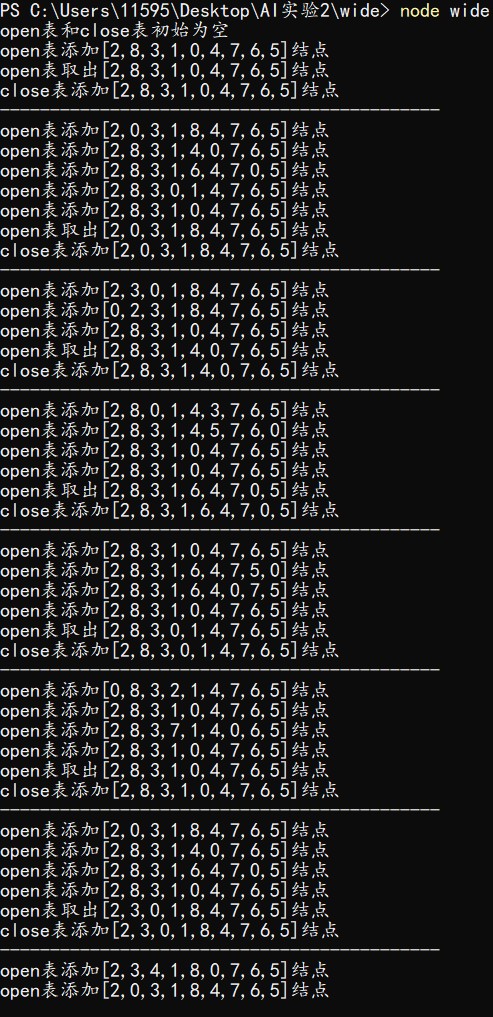 PS C:\Users\11595\Desktop\AI实验2\wide> node wide
open表和close表初始为空
open表添加[2,8,3,1,0,4,7,6,5]结点
open表取出[2,8,3,1,0,4,7,6,5]结点
close表添加[2,8,3,1,0,4,7,6,5]结点
----------------------------------------
open表添加[2,0,3,1,8,4,7,6,5]结点
open表添加[2,8,3,1,4,0,7,6,5]结点
open表添加[2,8,3,1,6,4,7,0,5]结点
open表添加[2,8,3,0,1,4,7,6,5]结点
open表添加[2,8,3,1,0,4,7,6,5]结点
open表取出[2,0,3,1,8,4,7,6,5]结点
close表添加[2,0,3,1,8,4,7,6,5]结点
----------------------------------------
open表添加[2,3,0,1,8,4,7,6,5]结点
open表添加[0,2,3,1,8,4,7,6,5]结点
open表添加[2,8,3,1,0,4,7,6,5]结点
open表取出[2,8,3,1,4,0,7,6,5]结点
close表添加[2,8,3,1,4,0,7,6,5]结点
----------------------------------------
open表添加[2,8,0,1,4,3,7,6,5]结点
open表添加[2,8,3,1,4,5,7,6,0]结点
open表添加[2,8,3,1,0,4,7,6,5]结点
open表添加[2,8,3,1,0,4,7,6,5]结点
open表取出[2,8,3,1,6,4,7,0,5]结点
close表添加[2,8,3,1,6,4,7,0,5]结点
----------------------------------------
open表添加[2,8,3,1,0,4,7,6,5]结点
open表添加[2,8,3,1,6,4,7,5,0]结点
open表添加[2,8,3,1,6,4,0,7,5]结点
open表添加[2,8,3,1,0,4,7,6,5]结点
open表取出[2,8,3,0,1,4,7,6,5]结点
close表添加[2,8,3,0,1,4,7,6,5]结点
----------------------------------------
open表添加[0,8,3,2,1,4,7,6,5]结点
open表添加[2,8,3,1,0,4,7,6,5]结点
open表添加[2,8,3,7,1,4,0,6,5]结点
open表添加[2,8,3,1,0,4,7,6,5]结点
open表取出[2,8,3,1,0,4,7,6,5]结点
close表添加[2,8,3,1,0,4,7,6,5]结点
----------------------------------------
open表添加[2,0,3,1,8,4,7,6,5]结点
open表添加[2,8,3,1,4,0,7,6,5]结点
open表添加[2,8,3,1,6,4,7,0,5]结点
open表添加[2,8,3,1,0,4,7,6,5]结点
open表取出[2,3,0,1,8,4,7,6,5]结点
close表添加[2,3,0,1,8,4,7,6,5]结点
----------------------------------------
open表添加[2,3,4,1,8,0,7,6,5]结点
open表添加[2,0,3,1,8,4,7,6,5]结点